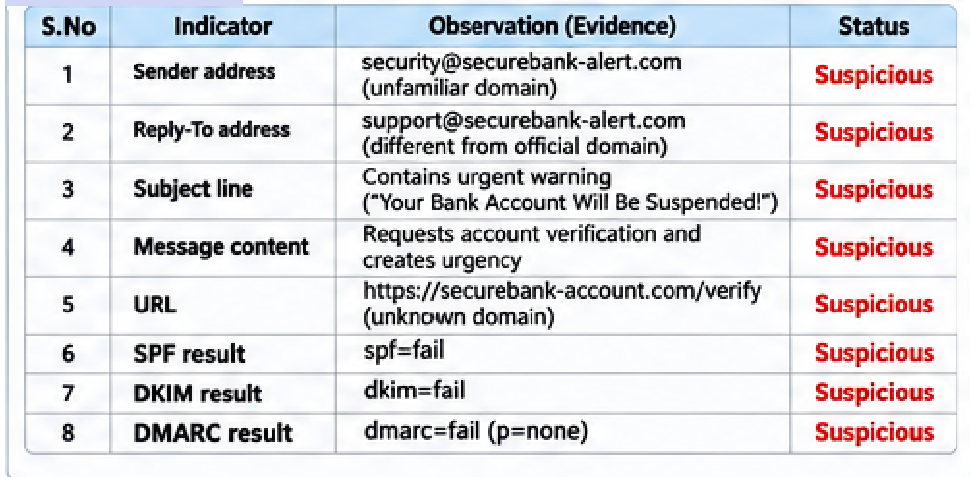 S.No Indicator Observation (Evidence) Status
1 Sender address security@securebank-alert.com (unfamiliar domain) Suspicious
2 Reply-To address support@securebank-alert.com (different from official domain) Suspicious
3 Subject line Contains urgent warning ("Your Bank Account Will Be Suspended!") Suspicious
4 Message content Requests account verification and creates urgency Suspicious
5 URL https://securebank-account.com/verify (unknown domain) Suspicious
6 SPF result spf=fail Suspicious
7 DKIM result dkim=fail Suspicious
8 DMARC result dmarc=fail (p=none) Suspicious